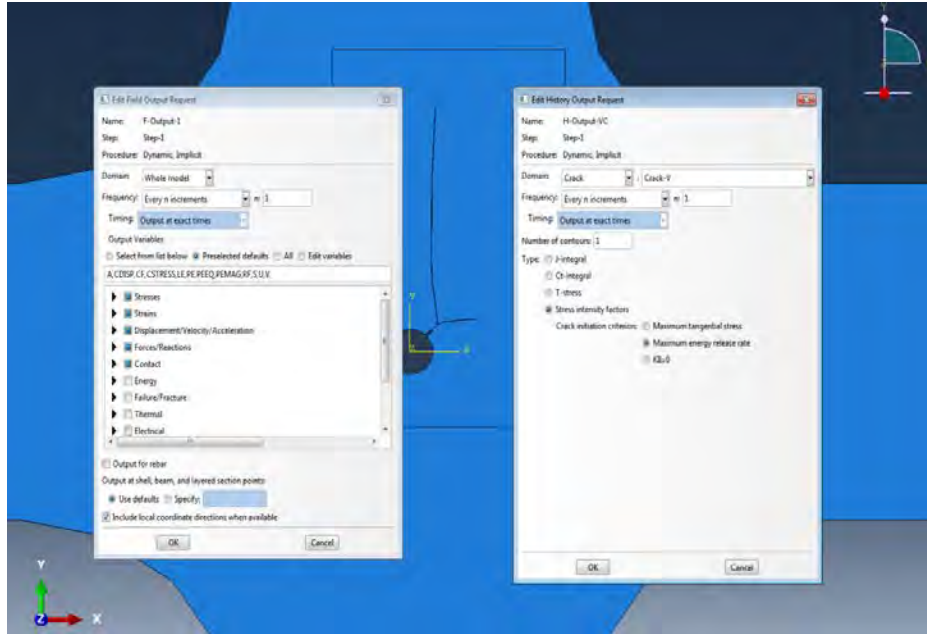 Edit Field Output Request
Name: F-Output-1
Step: Step-1
Procedure: Dynamic, Implicit
Domain: Whole model
Frequency: Every n increments n: 1
Timing: Output at exact times
Output Variables
Select from list below Preselected defaults All Edit variables
A,CDISP,CF,CSTRESS,LE,PE,PEEQ,PEMAG,RF,S,U,V
Stresses
Strains
Displacement/Velocity/Acceleration
Forces/Reactions
Contact
Energy
Failure/Fracture
Thermal
Electrical
Output for rebar
Output at shell, beam, and layered section points:
Use defaults Specify:
Include local coordinate directions when available
OK Cancel
Edit History Output Request
Name: H-Output-VC
Step: Step-1
Procedure: Dynamic, Implicit
Domain: Crack : Crack-V
Frequency: Every n increments n: 1
Timing: Output at exact times
Number of contours: 1
Type: J-integral
Ct-integral
T-stress
Stress intensity factors
Crack initiation criterion: Maximum tangential stress
Maximum energy release rate
KII=0
OK Cancel
Y
Z X